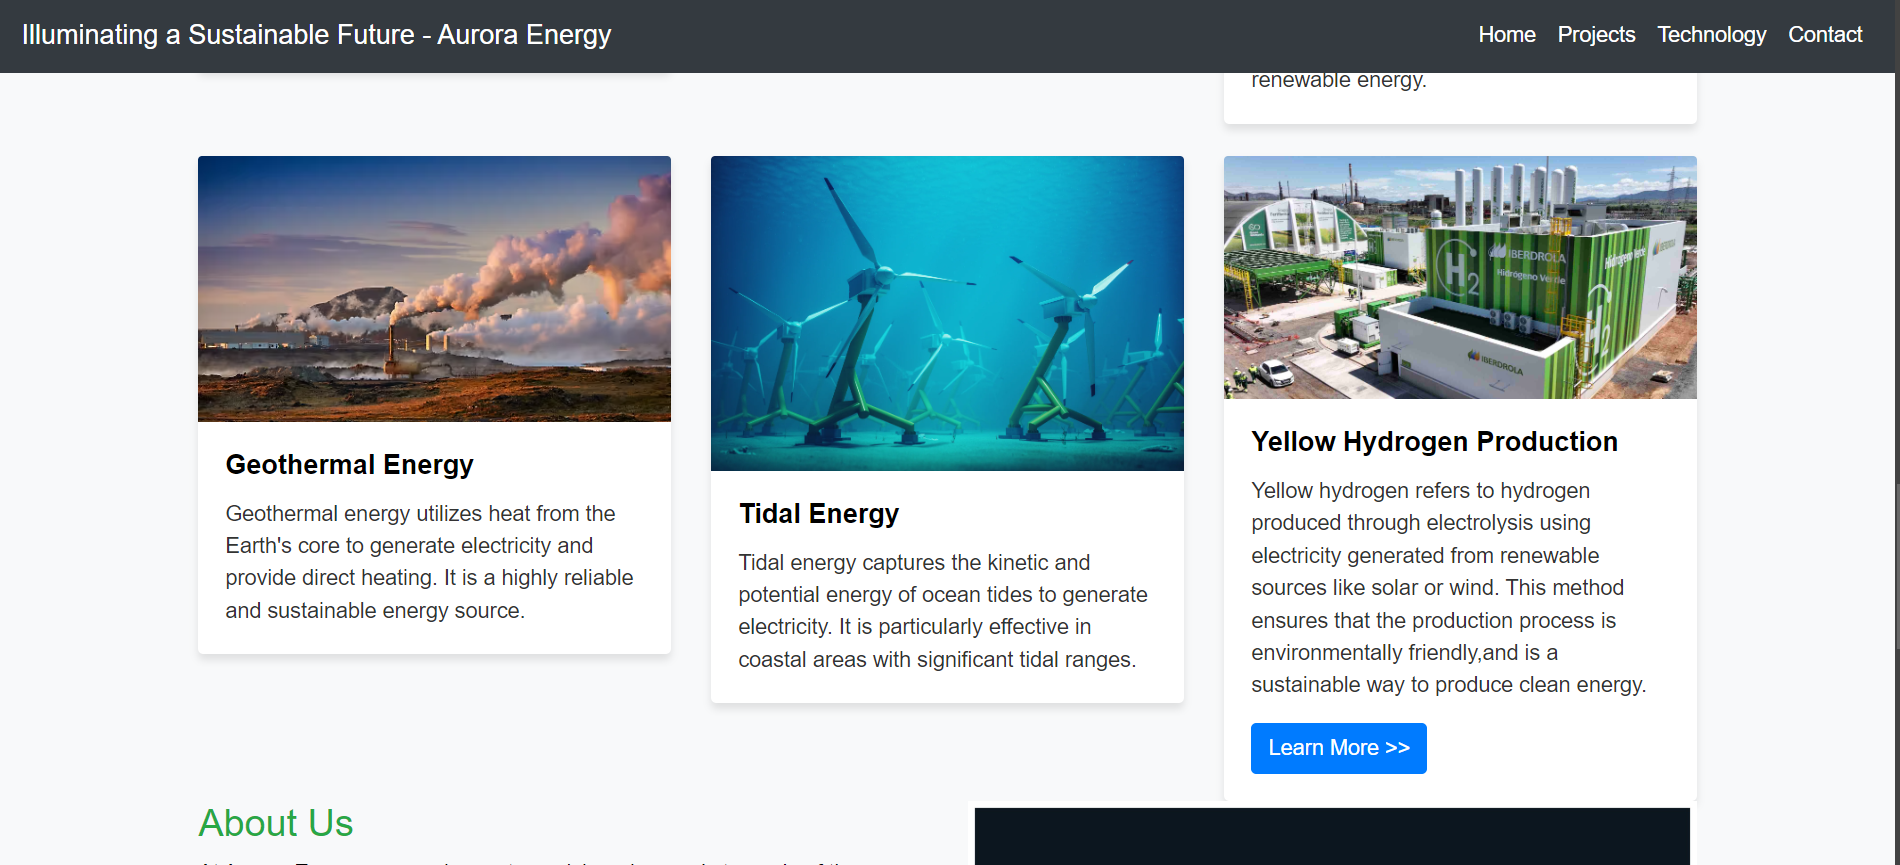 Illuminating a Sustainable Future - Aurora Energy
Home Projects Technology Contact
renewable energy.
IBERDROLA
Hidrógeno Verde
H2
Hidrógeno Verde
IBERDROLA
H2
IBERDROLA
Geothermal Energy
Geothermal energy utilizes heat from the
Earth's core to generate electricity and
provide direct heating. It is a highly reliable
and sustainable energy source.
Tidal Energy
Tidal energy captures the kinetic and
potential energy of ocean tides to generate
electricity. It is particularly effective in
coastal areas with significant tidal ranges.
Yellow Hydrogen Production
Yellow hydrogen refers to hydrogen
produced through electrolysis using
electricity generated from renewable
sources like solar or wind. This method
ensures that the production process is
environmentally friendly,and is a
sustainable way to produce clean energy.
Learn More >>
About Us